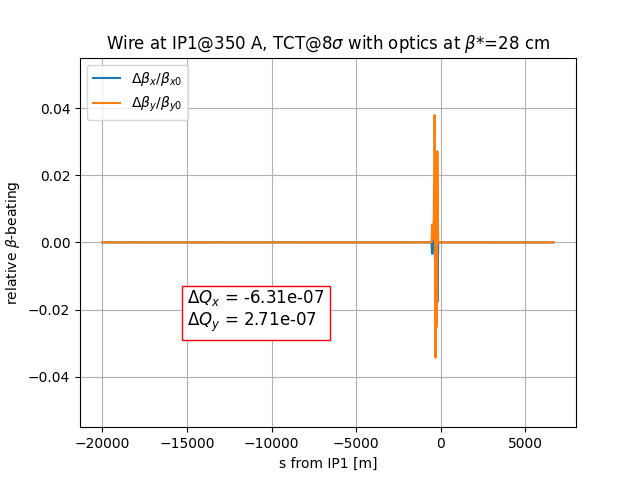 Wire at IP1@350 A, TCT@8σ with optics at β*=28 cm
Δβx/βx0
Δβy/βy0
relative β-beating
0.04
0.02
0.00
−0.02
−0.04
ΔQx = -6.31e-07
ΔQy = 2.71e-07
−20000 −15000 −10000 −5000 0 5000
s from IP1 [m]